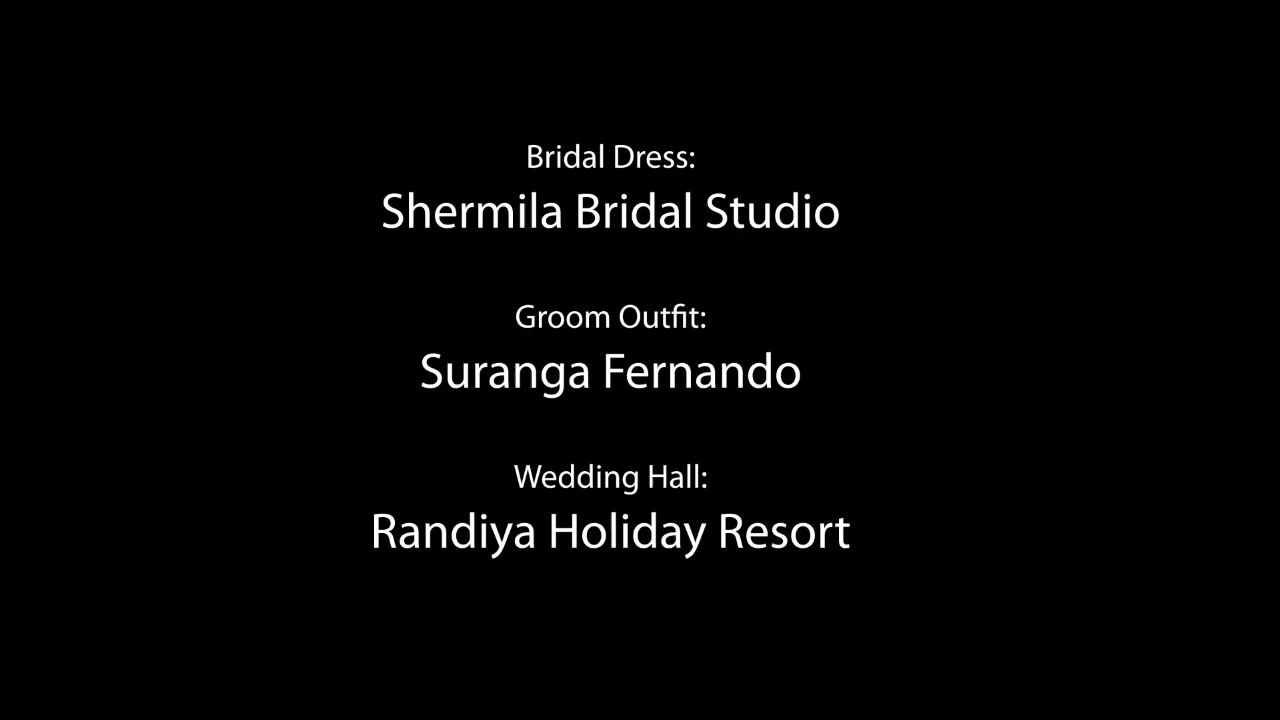 Bridal Dress:
Shermila Bridal Studio
Groom Outfit:
Suranga Fernando
Wedding Hall:
Randiya Holiday Resort